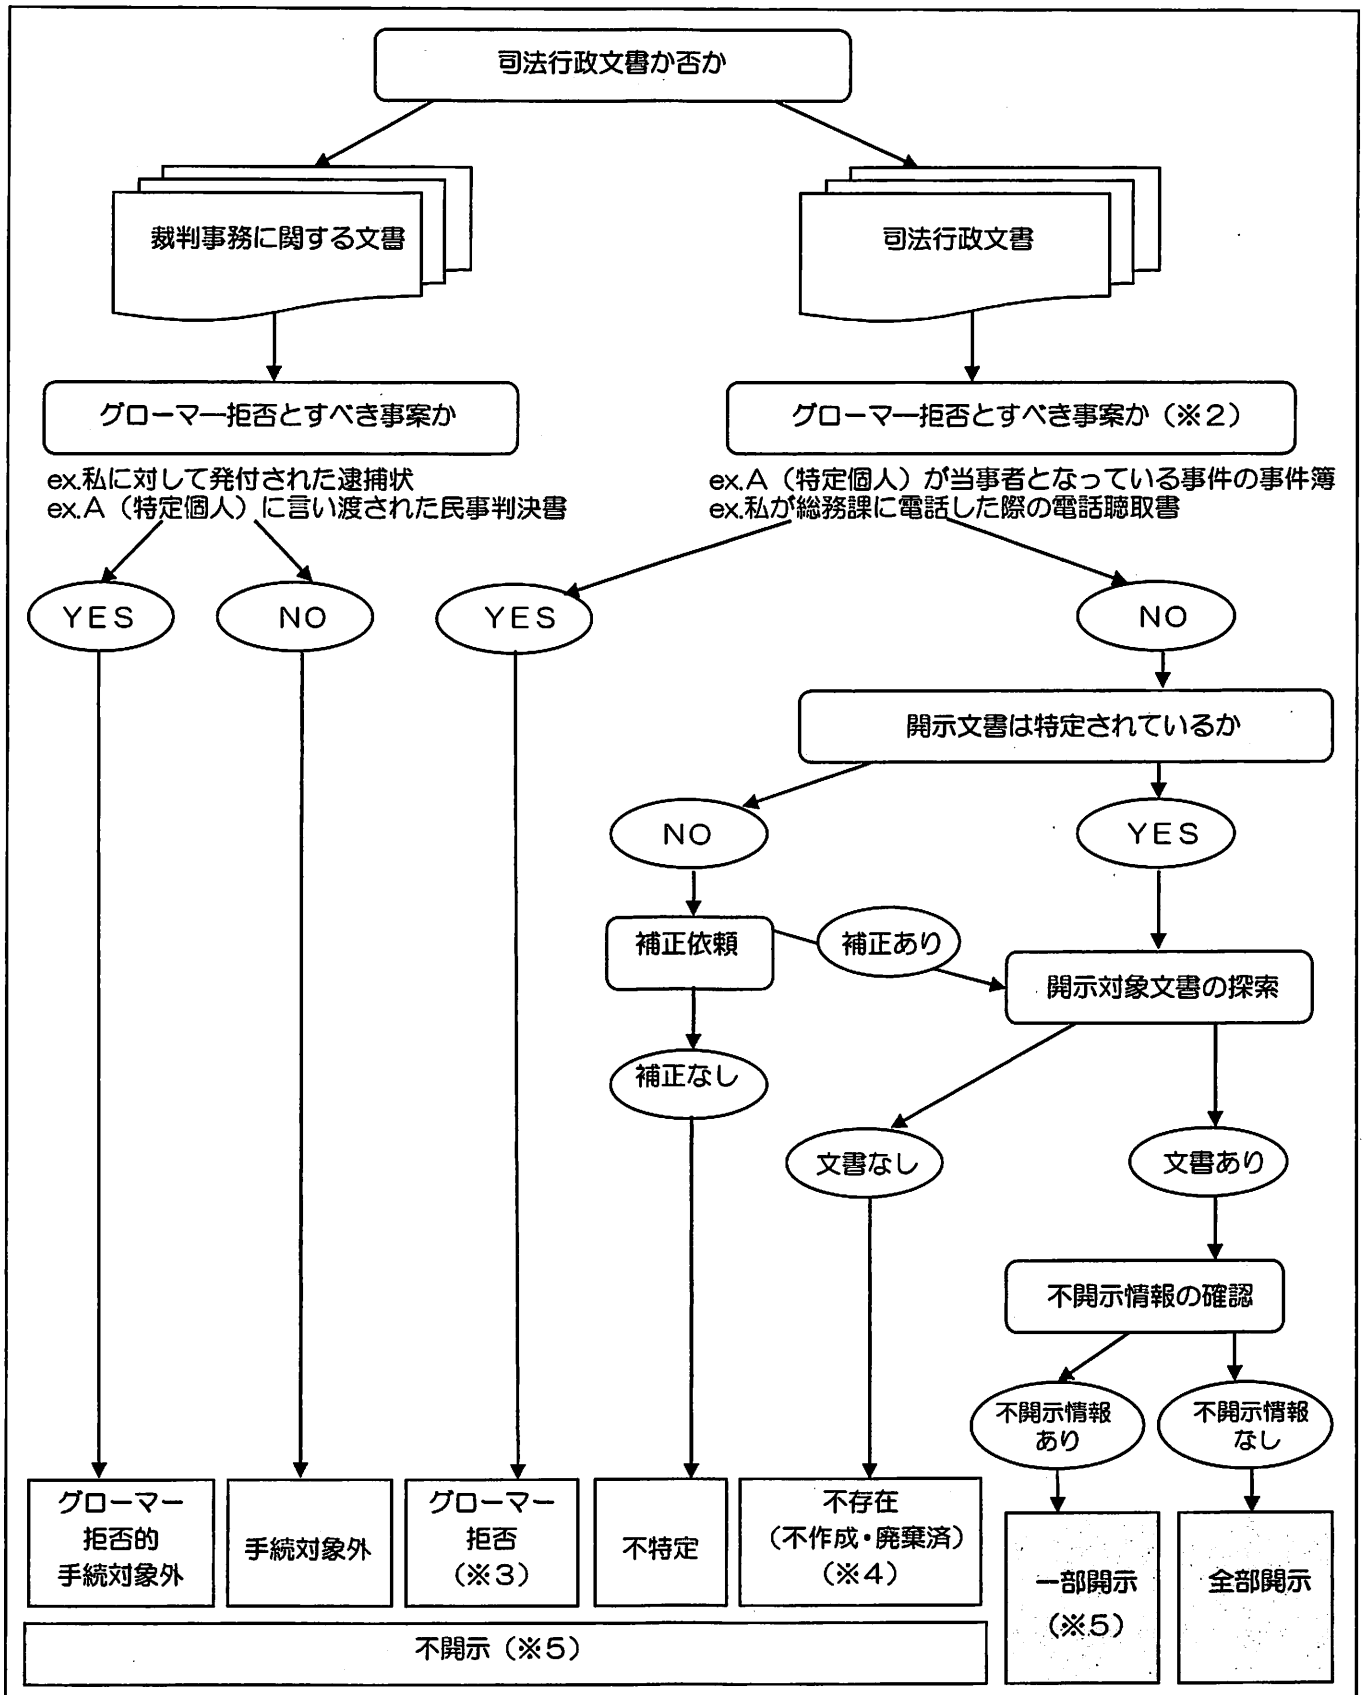 司法行政文書か否か
裁判事務に関する文書
司法行政文書
グローマー拒否とすべき事案か
グローマー拒否とすべき事案か（※２）
ex.私に対して発付された逮捕状
ex.A（特定個人）に言い渡された民事判決書
ex.A（特定個人）が当事者となっている事件の事件簿
ex.私が総務課に電話した際の電話聴取書
YES
NO
YES
NO
開示文書は特定されているか
NO
YES
補正依頼
補正あり
開示対象文書の探索
補正なし
文書なし
文書あり
不開示情報の確認
不開示情報
あり
不開示情報
なし
グローマー
拒否的
手続対象外
手続対象外
グローマー
拒否
（※３）
不特定
不存在
（不作成・廃棄済）
（※４）
一部開示
（※５）
全部開示
不開示（※５）